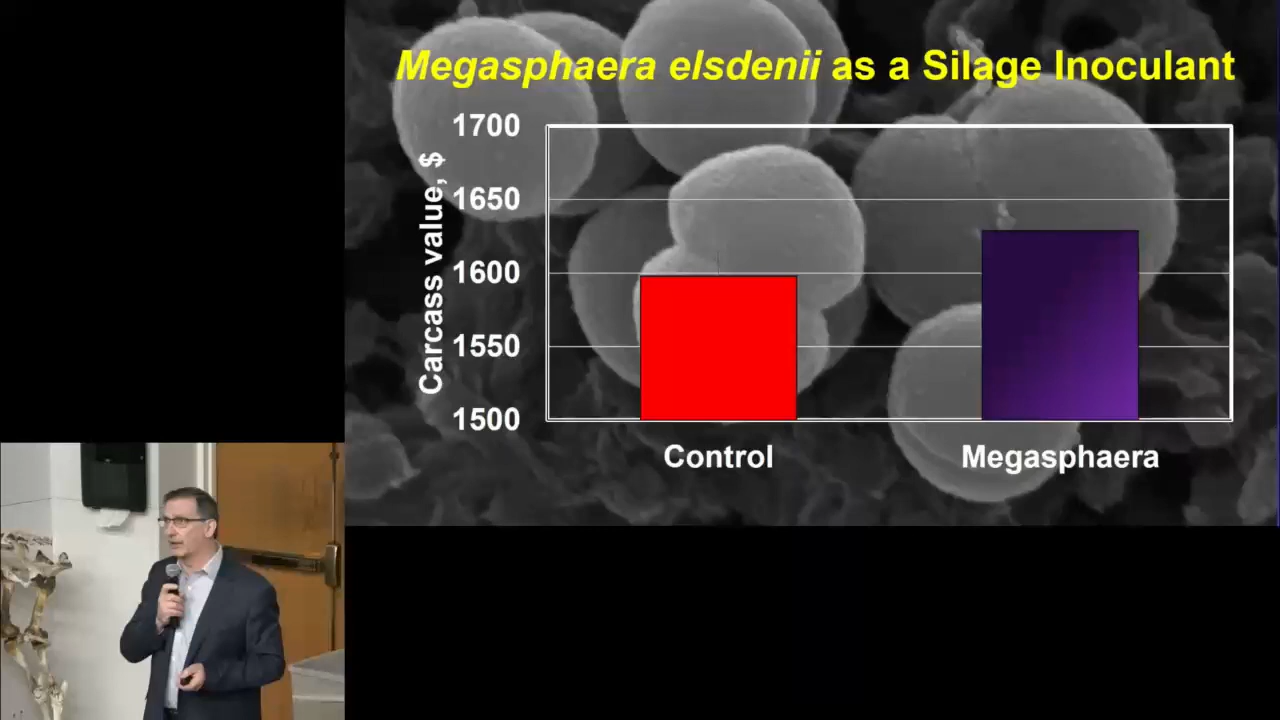 Megasphaera elsdenii as a Silage Inoculant
Carcass value, $
1700
1650
1600
1550
1500
Control
Megasphaera